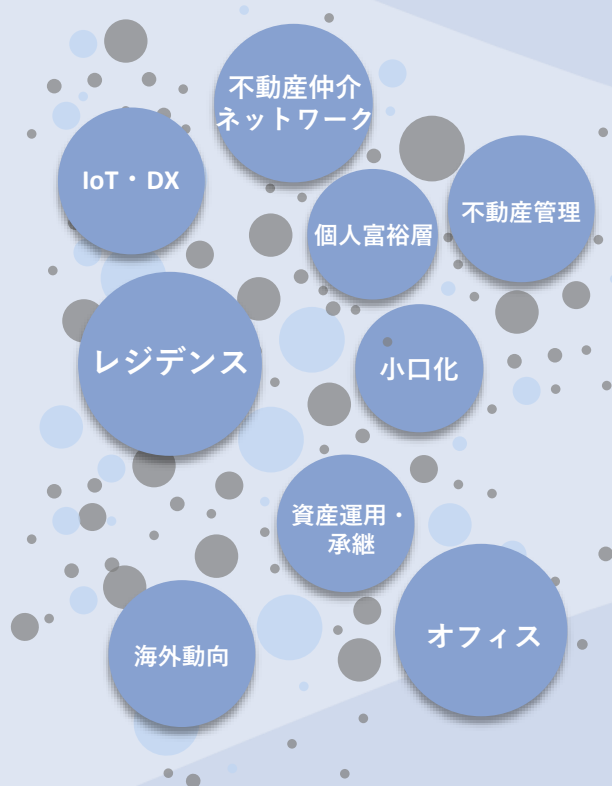 不動産仲介
ネットワーク
IoT・DX
不動産管理
個人富裕層
レジデンス
小口化
資産運用・
承継
オフィス
海外動向